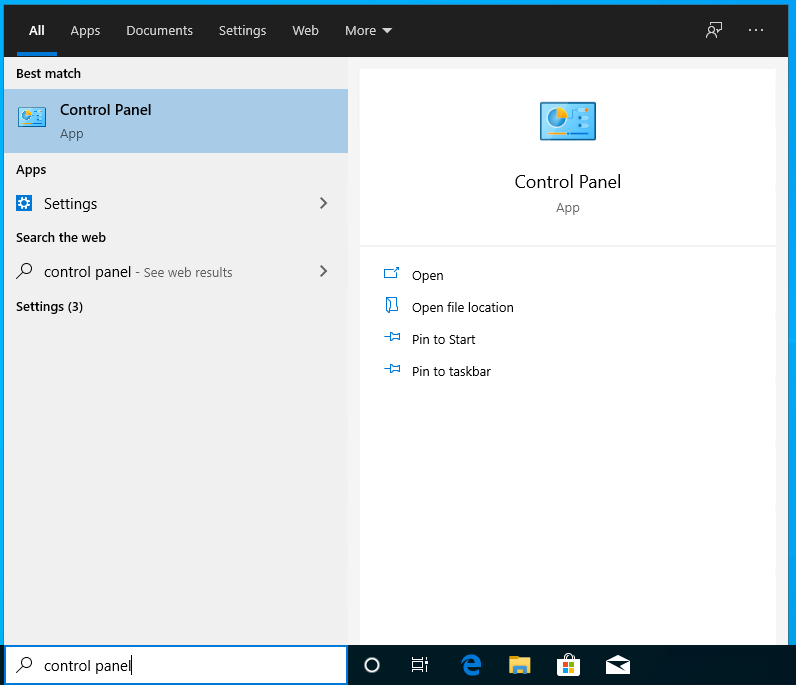 All Apps Documents Settings Web More
Best match
Control Panel
App
Apps
Settings
Search the web
control panel - See web results
Settings (3)
Control Panel
App
Open
Open file location
Pin to Start
Pin to taskbar
control panel